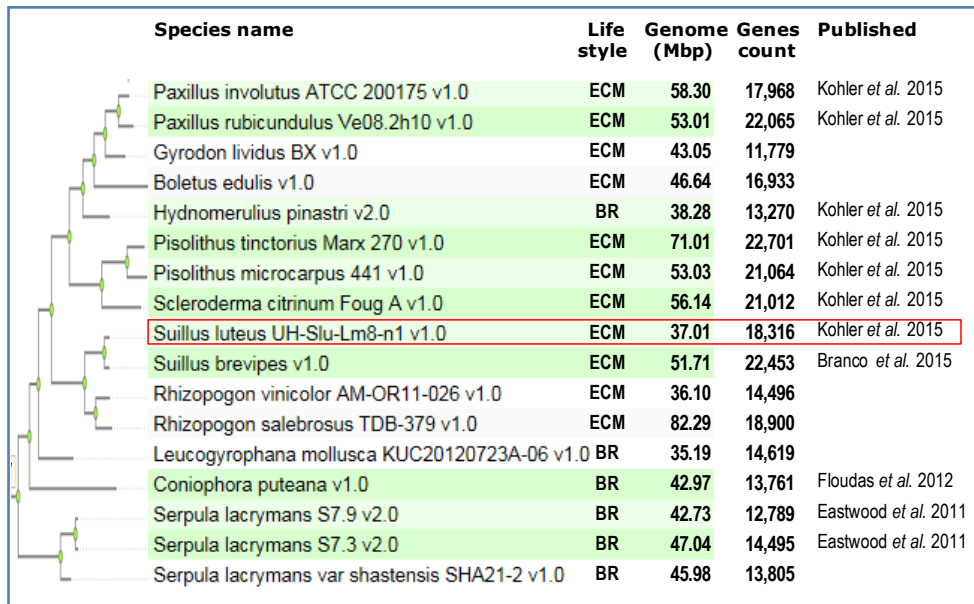 Species name Life style Genome (Mbp) Genes count Published
Paxillus involutus ATCC 200175 v1.0 ECM 58.30 17,968 Kohler et al. 2015
Paxillus rubicundulus Ve08.2h10 v1.0 ECM 53.01 22,065 Kohler et al. 2015
Gyrodon lividus BX v1.0 ECM 43.05 11,779
Boletus edulis v1.0 ECM 46.64 16,933
Hydnomerulius pinastri v2.0 BR 38.28 13,270 Kohler et al. 2015
Pisolithus tinctorius Marx 270 v1.0 ECM 71.01 22,701 Kohler et al. 2015
Pisolithus microcarpus 441 v1.0 ECM 53.03 21,064 Kohler et al. 2015
Scleroderma citrinum Foug A v1.0 ECM 56.14 21,012 Kohler et al. 2015
Suillus luteus UH-Slu-Lm8-n1 v1.0 ECM 37.01 18,316 Kohler et al. 2015
Suillus brevipes v1.0 ECM 51.71 22,453 Branco et al. 2015
Rhizopogon vinicolor AM-OR11-026 v1.0 ECM 36.10 14,496
Rhizopogon salebrosus TDB-379 v1.0 ECM 82.29 18,900
Leucogyrophana mollusca KUC20120723A-06 v1.0 BR 35.19 14,619
Coniophora puteana v1.0 BR 42.97 13,761 Floudas et al. 2012
Serpula lacrymans S7.9 v2.0 BR 42.73 12,789 Eastwood et al. 2011
Serpula lacrymans S7.3 v2.0 BR 47.04 14,495 Eastwood et al. 2011
Serpula lacrymans var shastensis SHA21-2 v1.0 BR 45.98 13,805